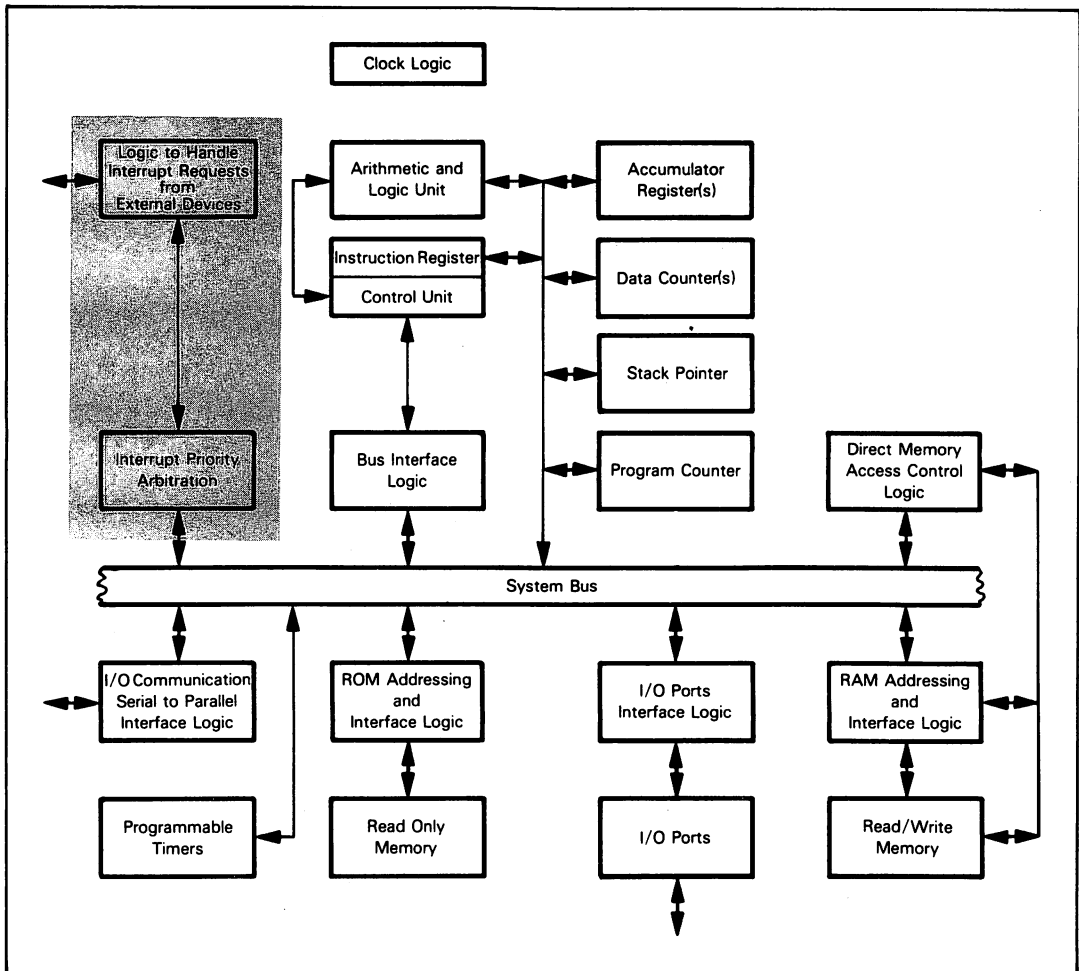 Clock Logic
Logic to Handle
Interrupt Requests
from
External Devices
Arithmetic and
Logic Unit
Accumulator
Register(s)
Instruction Register
Control Unit
Data Counter(s)
Stack Pointer
Interrupt Priority
Arbitration
Bus Interface
Logic
Program Counter
Direct Memory
Access Control
Logic
System Bus
I/O Communication
Serial to Parallel
Interface Logic
ROM Addressing
and
Interface Logic
I/O Ports
Interface Logic
RAM Addressing
and
Interface Logic
Programmable
Timers
Read Only
Memory
I/O Ports
Read/Write
Memory